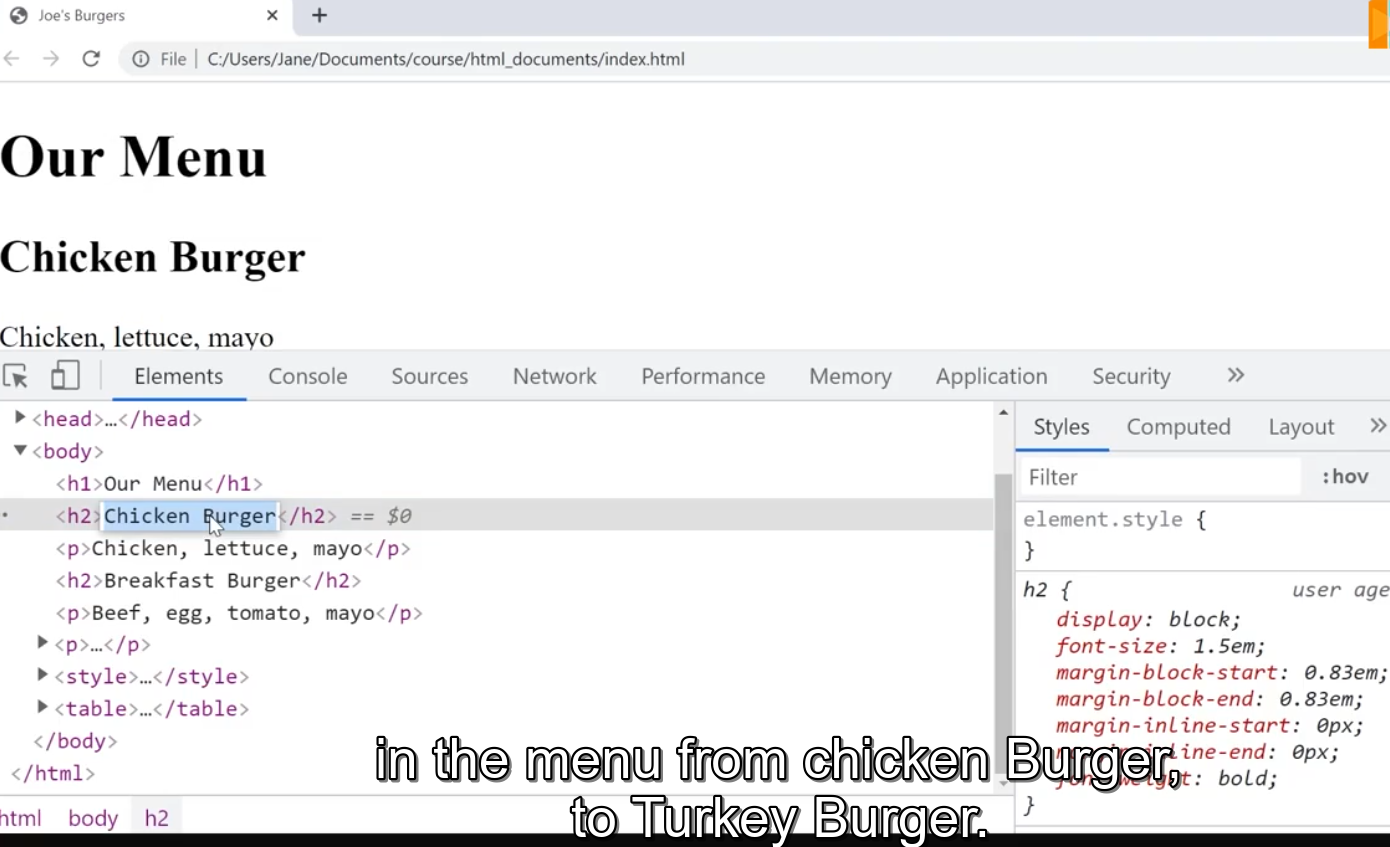 Joe's Burgers
File C:/Users/Jane/Documents/course/html_documents/index.html
Our Menu
Chicken Burger
Chicken, lettuce, mayo
Elements Console Sources Network Performance Memory Application Security »
<head>…</head>
<body>
<h1>Our Menu</h1>
<h2>Chicken Burger</h2> == $0
<p>Chicken, lettuce, mayo</p>
<h2>Breakfast Burger</h2>
<p>Beef, egg, tomato, mayo</p>
<p>…</p>
<style>…</style>
<table>…</table>
</body>
</html>
html body h2
Styles Computed Layout »
Filter :hov
element.style {
}
h2 { user age
display: block;
font-size: 1.5em;
margin-block-start: 0.83em;
margin-block-end: 0.83em;
margin-inline-start: 0px;
margin-inline-end: 0px;
font-weight: bold;
}
in the menu from chicken Burger,
to Turkey Burger.